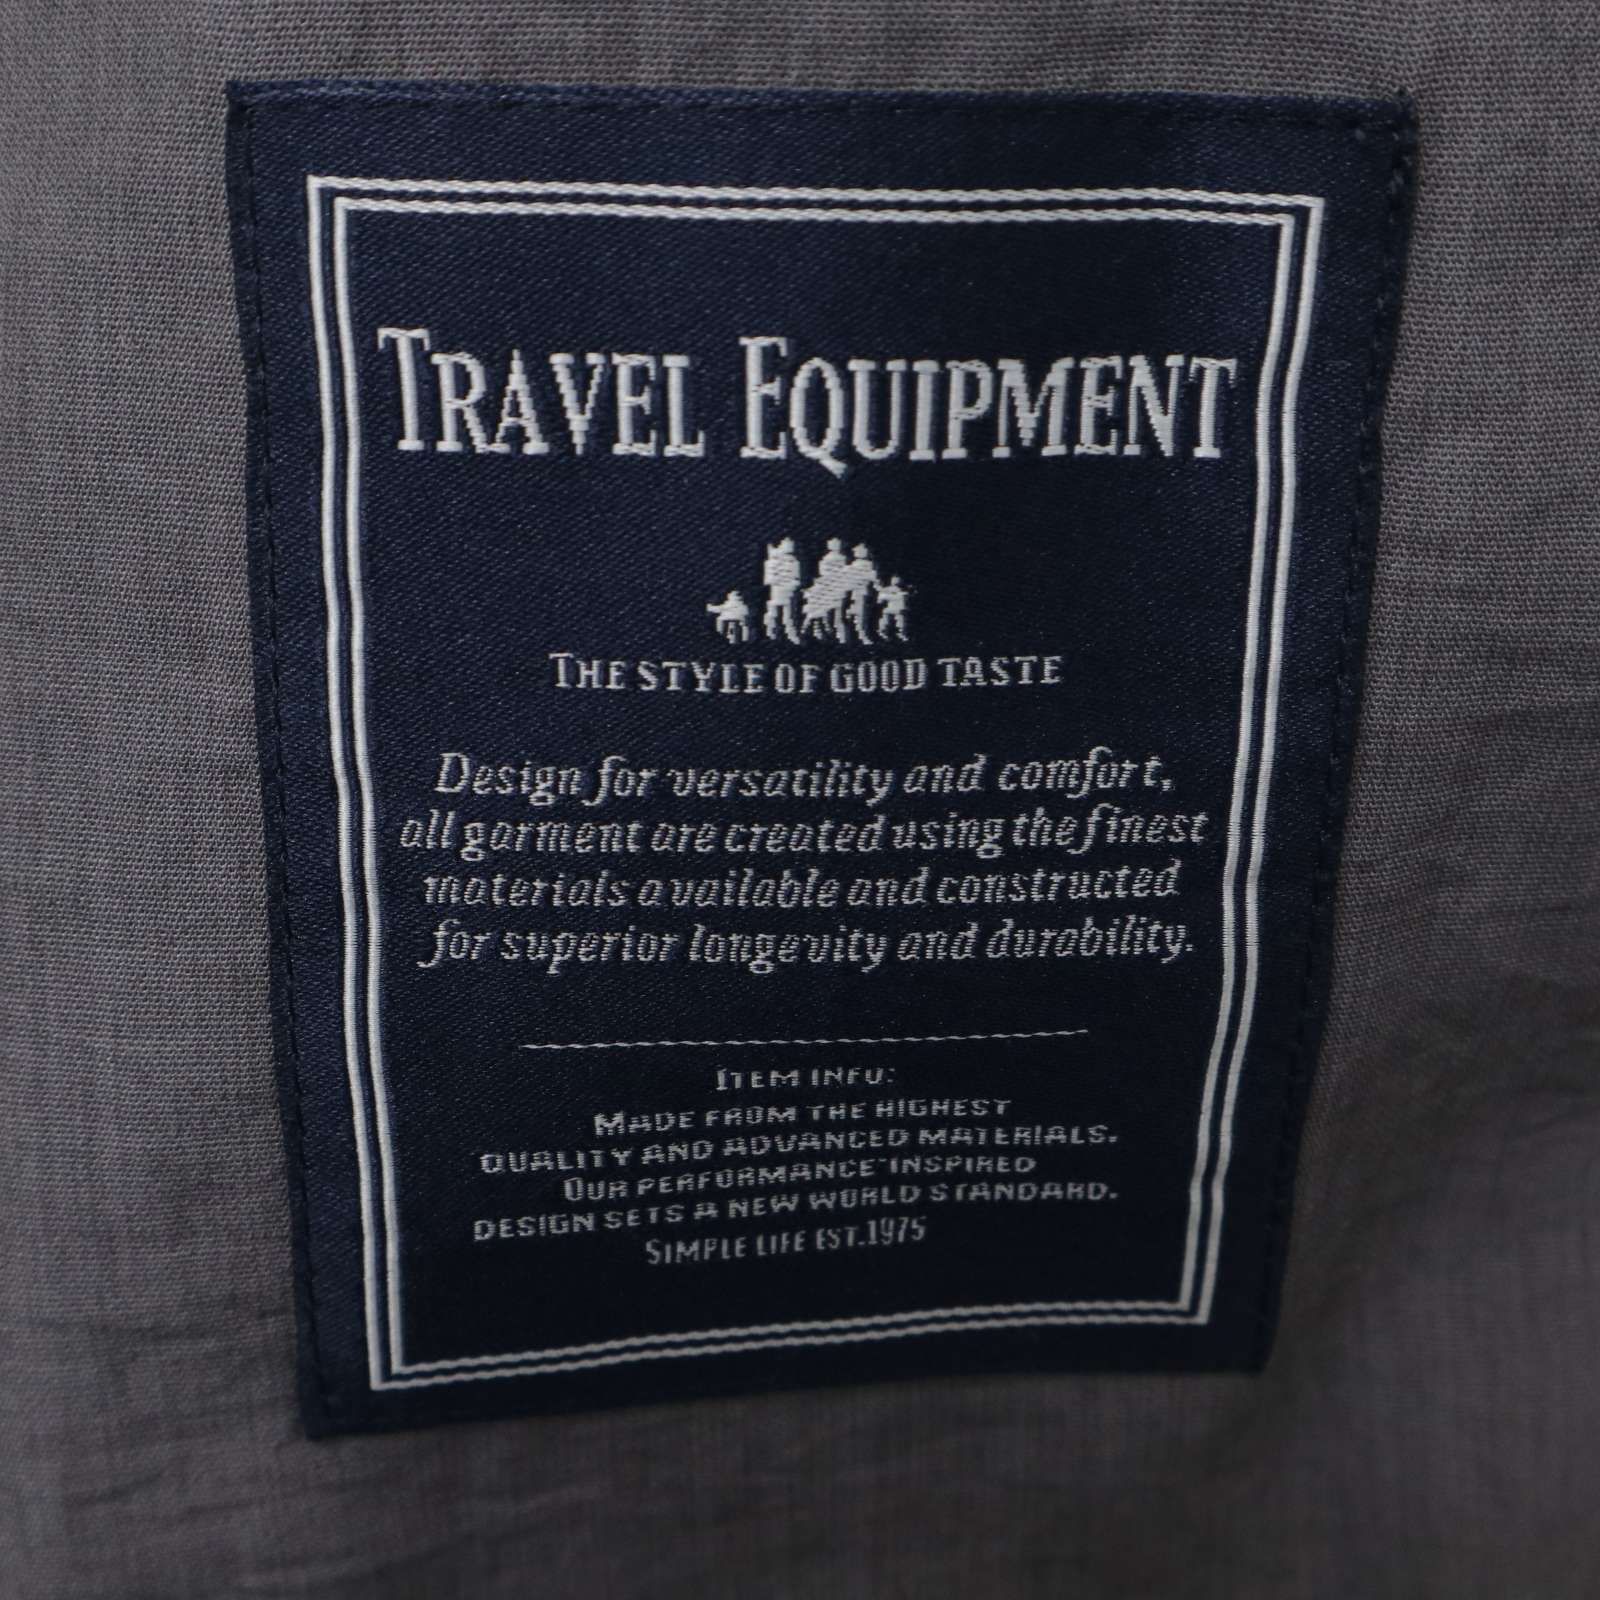 TRAVEL EQUIPMENT
THE STYLE OF GOOD TASTE
Design for versatility and comfort,
all garment are created using the finest
materials available and constructed
for superior longevity and durability.
ITEM INFO:
MADE FROM THE HIGHEST
QUALITY AND ADVANCED MATERIALS.
OUR PERFORMANCE-INSPIRED
DESIGN SETS A NEW WORLD STANDARD.
SIMPLE LIFE EST.1975